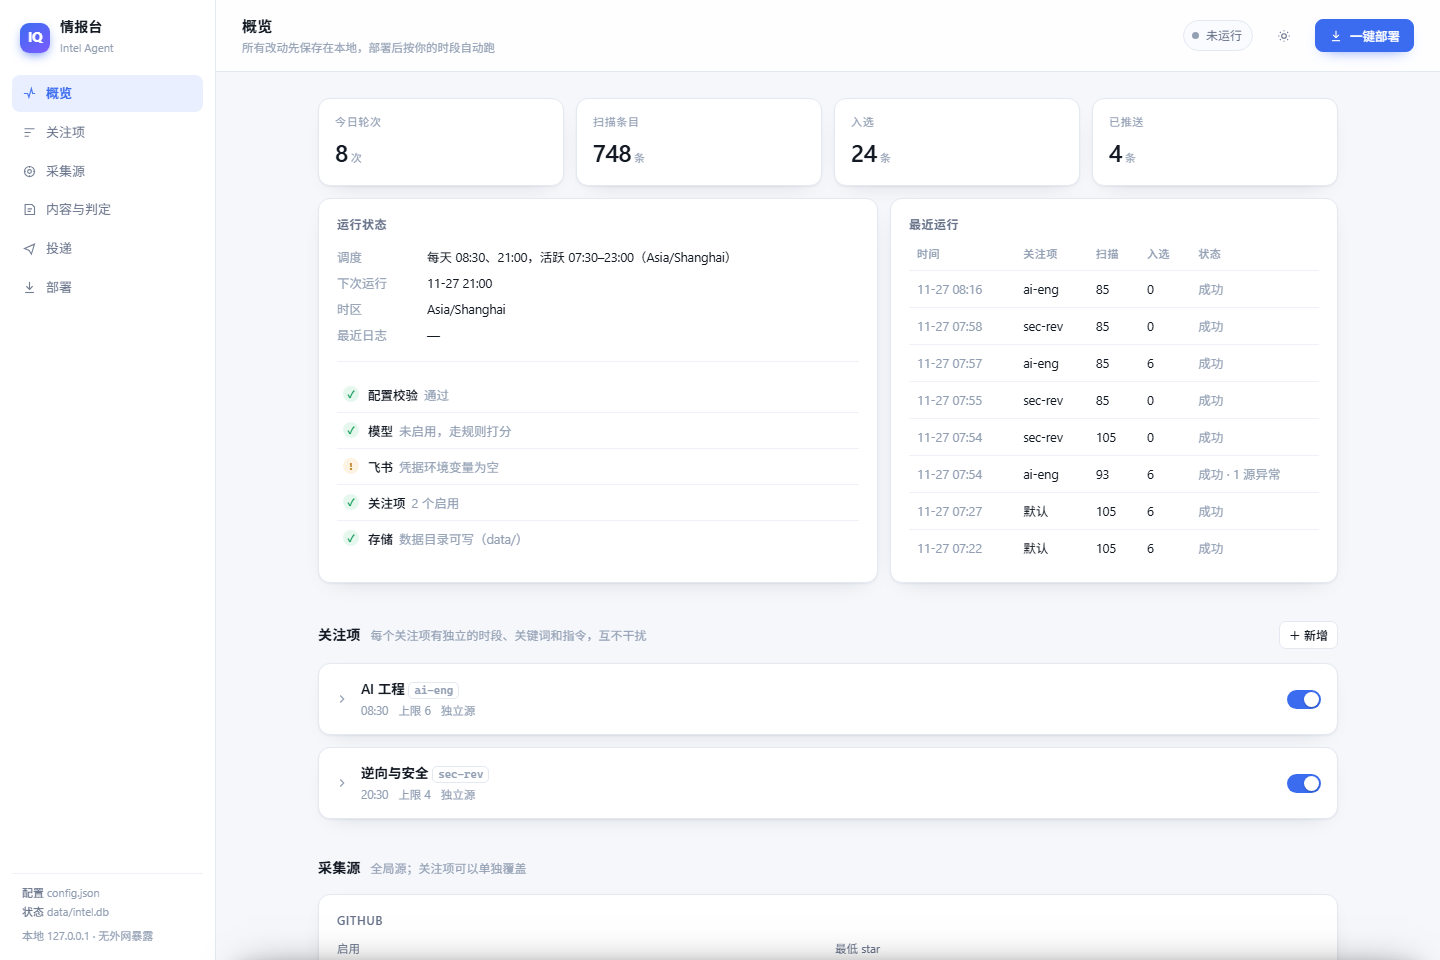 IQ
情报台
Intel Agent
概览
关注项
采集源
内容与判定
投递
部署
配置 config.json
状态 data/intel.db
本地 127.0.0.1 · 无外网暴露
概览
所有改动先保存在本地，部署后按你的时段自动跑
未运行
一键部署
今日轮次
8 次
扫描条目
748 条
入选
24 条
已推送
4 条
运行状态
调度 每天 08:30、21:00，活跃 07:30–23:00（Asia/Shanghai）
下次运行 11-27 21:00
时区 Asia/Shanghai
最近日志 —
✓ 配置校验 通过
✓ 模型 未启用，走规则打分
! 飞书 凭据环境变量为空
✓ 关注项 2 个启用
✓ 存储 数据目录可写（data/）
最近运行
时间 关注项 扫描 入选 状态
11-27 08:16 ai-eng 85 0 成功
11-27 07:58 sec-rev 85 0 成功
11-27 07:57 ai-eng 85 6 成功
11-27 07:55 sec-rev 85 0 成功
11-27 07:54 sec-rev 105 0 成功
11-27 07:54 ai-eng 93 6 成功 · 1 源异常
11-27 07:27 默认 105 6 成功
11-27 07:22 默认 105 6 成功
关注项 每个关注项有独立的时段、关键词和指令，互不干扰
+ 新增
AI 工程 ai-eng
08:30 上限 6 独立源
逆向与安全 sec-rev
20:30 上限 4 独立源
采集源 全局源；关注项可以单独覆盖
GITHUB
启用 最低 star